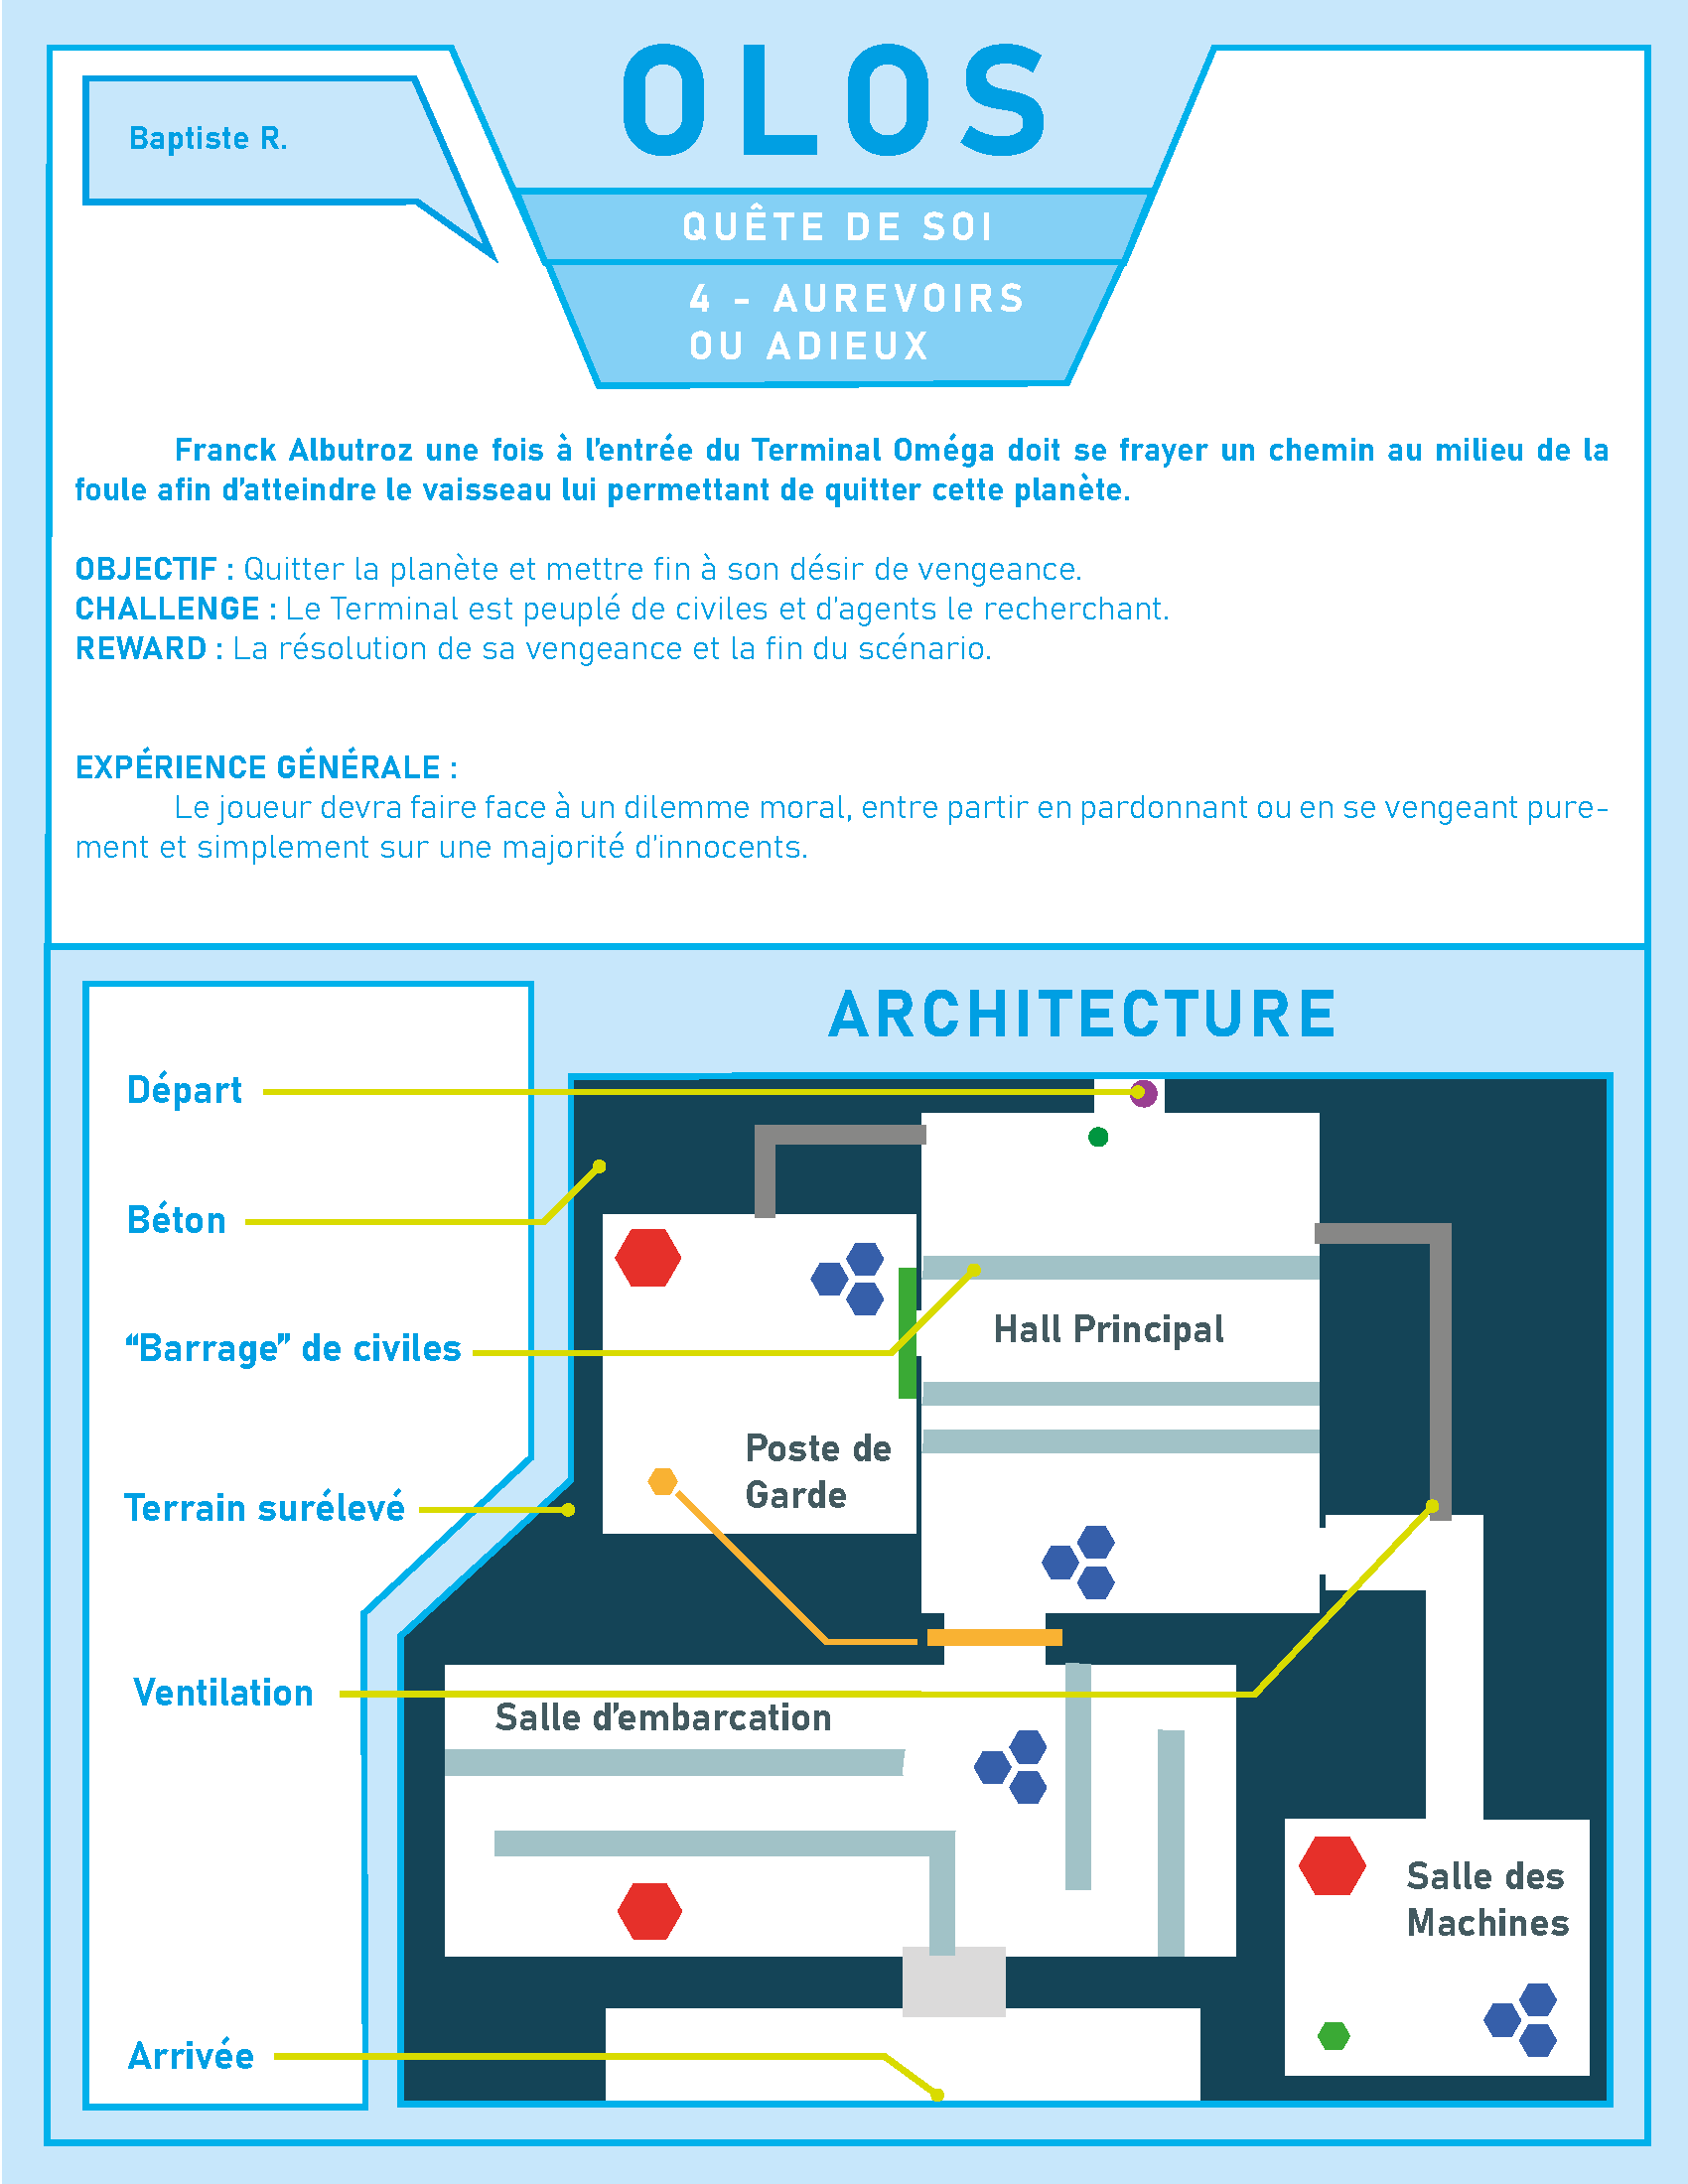 Baptiste R.
OLOS
QUÊTE DE SOI
4 - AUREVOIRS
OU ADIEUX
Franck Albutroz une fois à l'entrée du Terminal Oméga doit se frayer un chemin au milieu de la
foule afin d'atteindre le vaisseau lui permettant de quitter cette planète.
OBJECTIF : Quitter la planète et mettre fin à son désir de vengeance.
CHALLENGE : Le Terminal est peuplé de civiles et d'agents le recherchant.
REWARD : La résolution de sa vengeance et la fin du scénario.
EXPÉRIENCE GÉNÉRALE :
Le joueur devra faire face à un dilemme moral, entre partir en pardonnant ou en se vengeant pure-
ment et simplement sur une majorité d'innocents.
ARCHITECTURE
Départ
Béton
“Barrage” de civiles
Terrain surélevé
Ventilation
Arrivée
Hall Principal
Poste de
Garde
Salle d'embarcation
Salle des
Machines